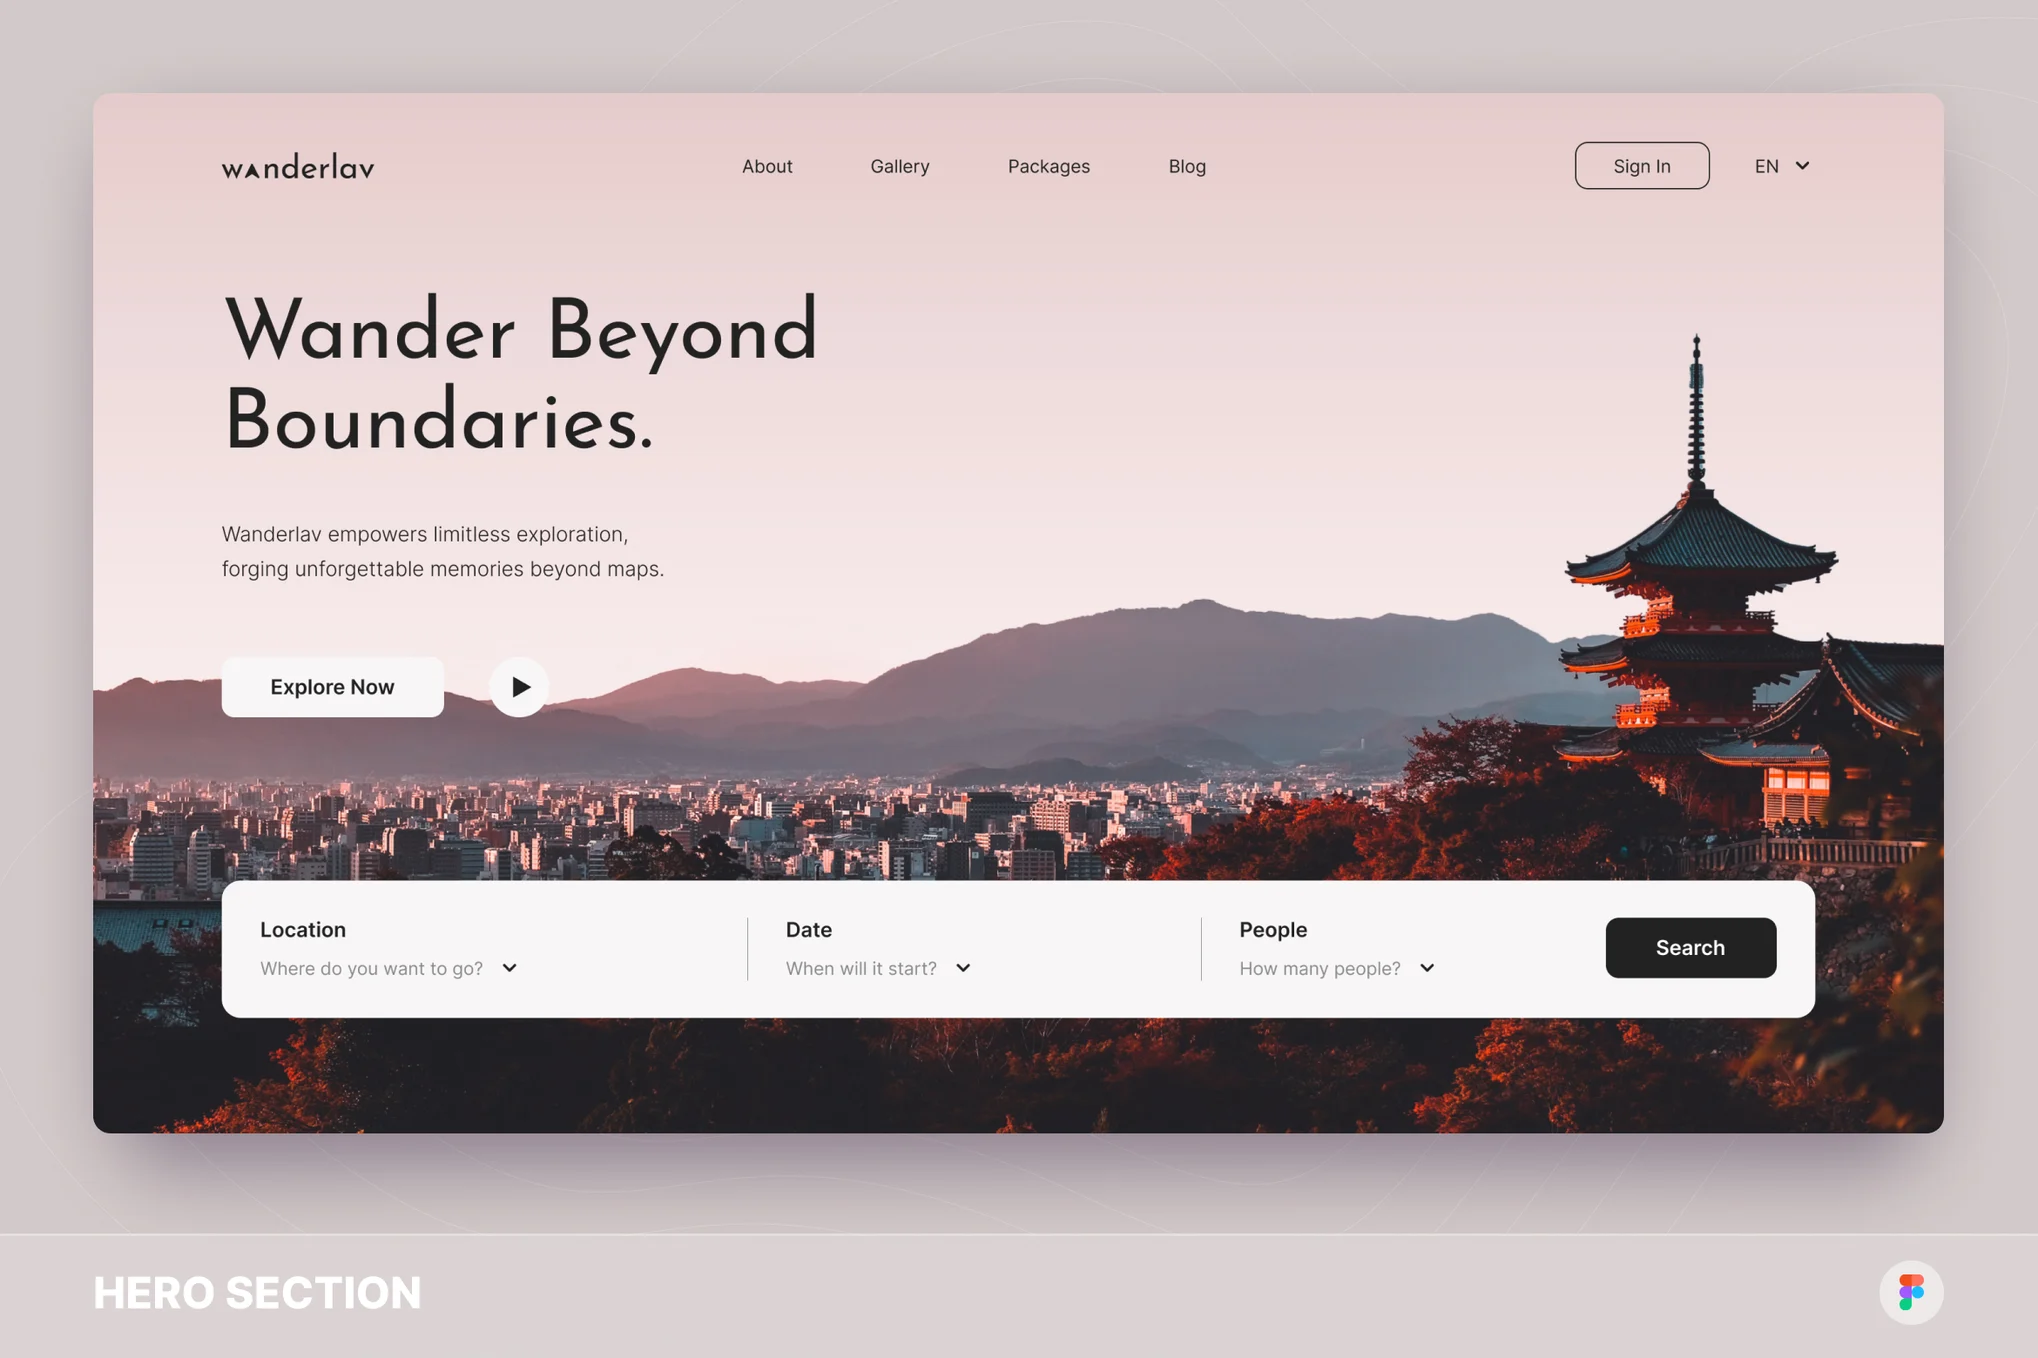 wanderlav
About
Gallery
Packages
Blog
Sign In
EN
Wander Beyond
Boundaries.
Wanderlav empowers limitless exploration,
forging unforgettable memories beyond maps.
Explore Now
Location
Where do you want to go?
Date
When will it start?
People
How many people?
Search
HERO SECTION